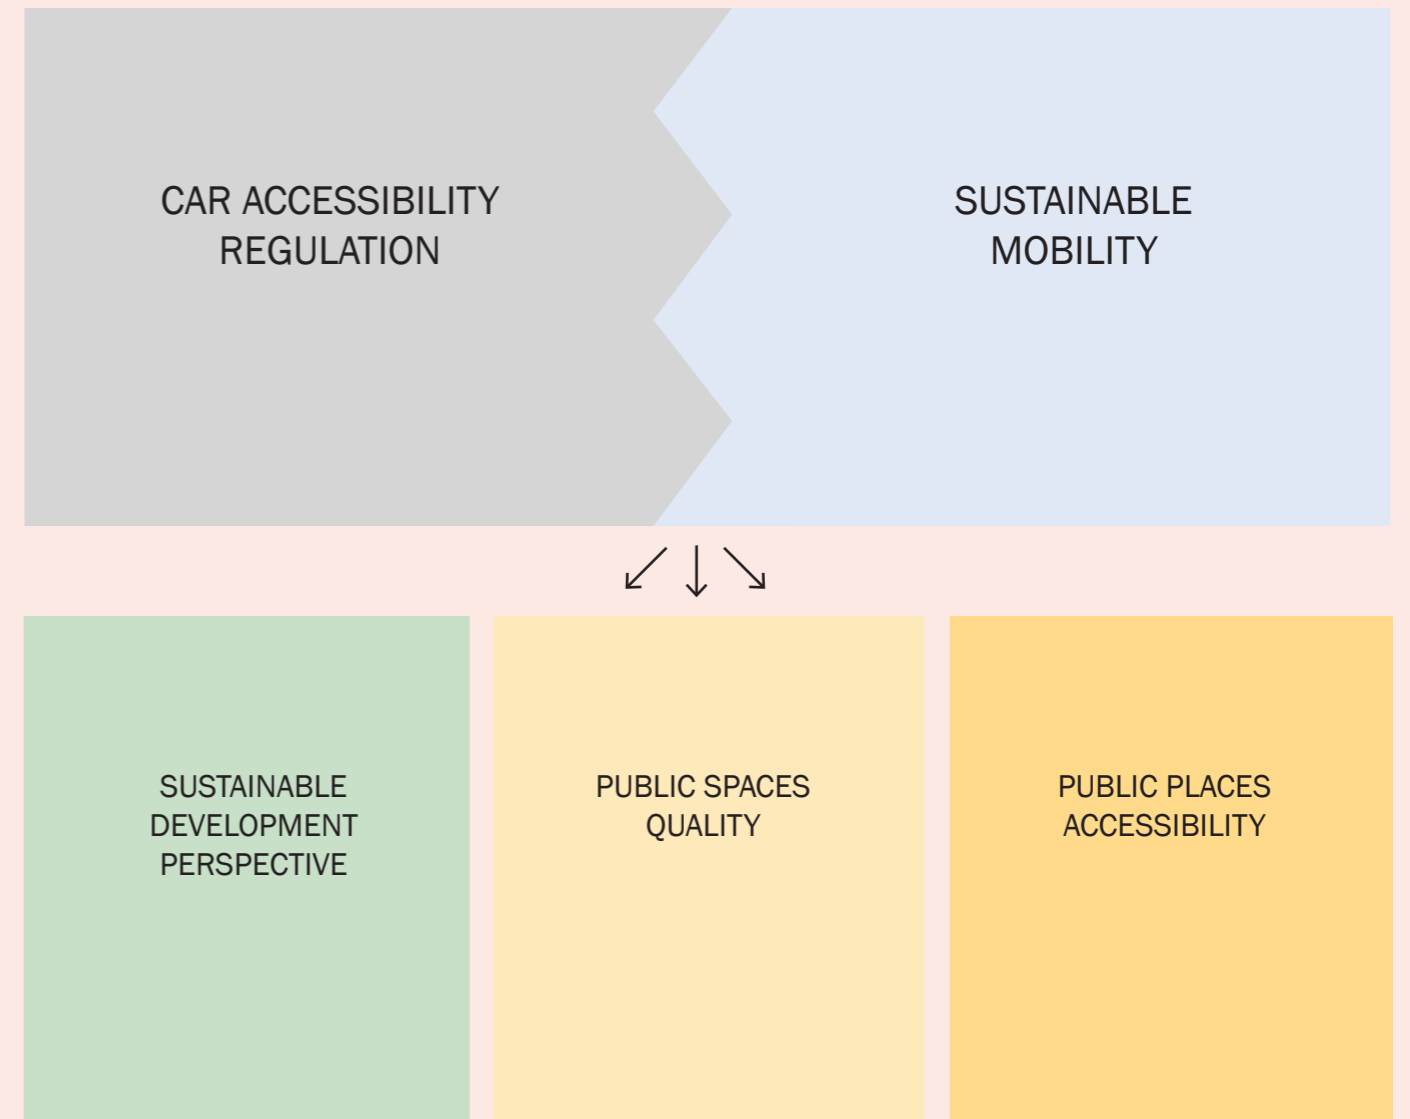 CAR ACCESSIBILITY
REGULATION
SUSTAINABLE
MOBILITY
SUSTAINABLE
DEVELOPMENT
PERSPECTIVE
PUBLIC SPACES
QUALITY
PUBLIC PLACES
ACCESSIBILITY